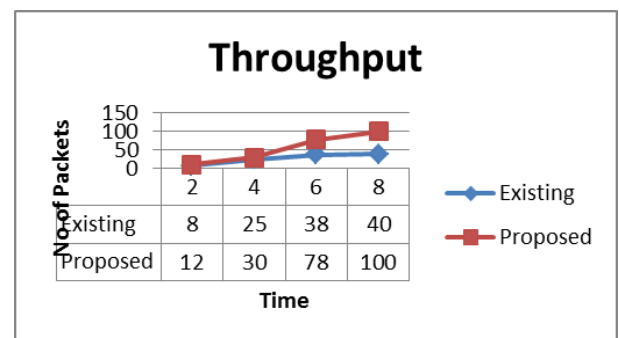 Throughput
No of Packets
150
100
50
0
2 4 6 8
Existing 8 25 38 40
Proposed 12 30 78 100
Time
Existing
Proposed